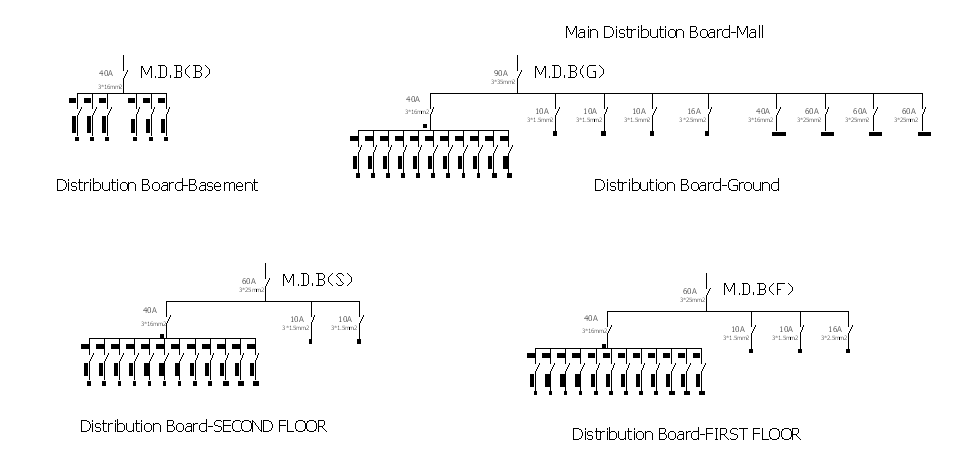 Main Distribution Board-Mall
40A
M.D.B(B)
3*16mm2
Distribution Board-Basement
90A
M.D.B(G)
3*35mm2
40A
3*16mm2
10A
3*1.5mm2
10A
3*1.5mm2
10A
3*1.5mm2
16A
3*2.5mm2
40A
3*16mm2
60A
3*25mm2
60A
3*25mm2
60A
3*25mm2
Distribution Board-Ground
60A
M.D.B(S)
3*25mm2
40A
3*16mm2
10A
3*1.5mm2
10A
3*1.5mm2
Distribution Board-SECOND FLOOR
60A
M.D.B(F)
3*25mm2
40A
3*16mm2
10A
3*1.5mm2
10A
3*1.5mm2
16A
3*2.5mm2
Distribution Board-FIRST FLOOR